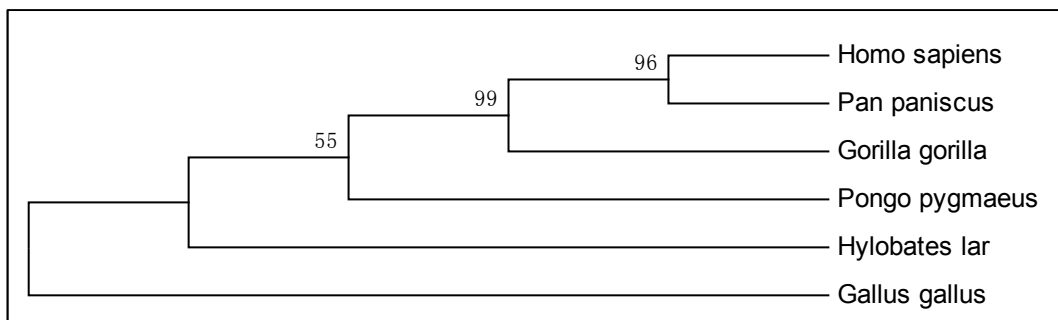 Homo sapiens
96
Pan paniscus
99
Gorilla gorilla
55
Pongo pygmaeus
Hylobates lar
Gallus gallus